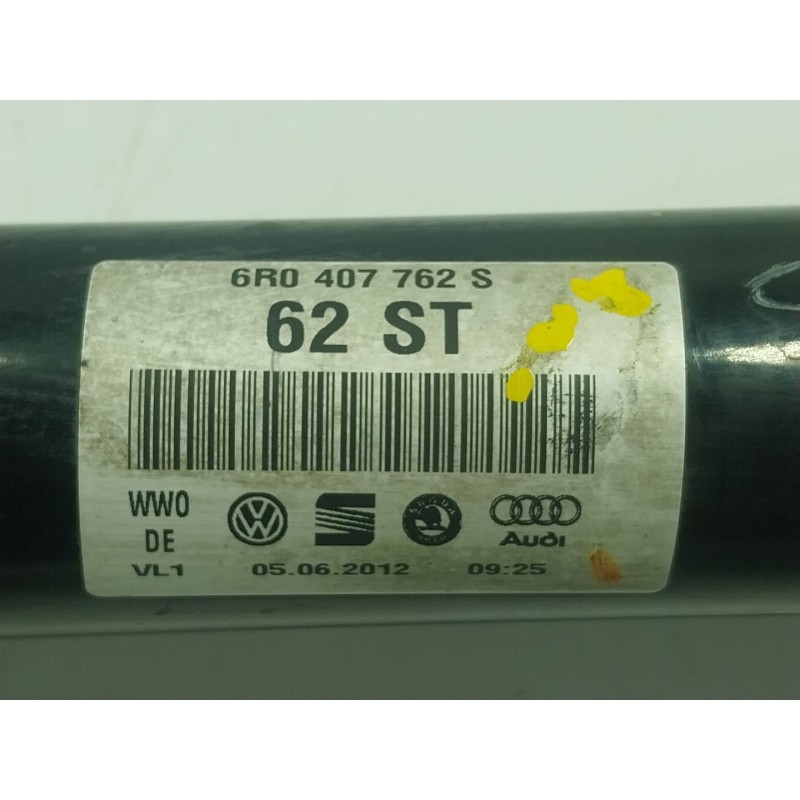 6R0 407 762 S
62 ST
WWO
DE
Audi
VL1 05.06.2012 09:25